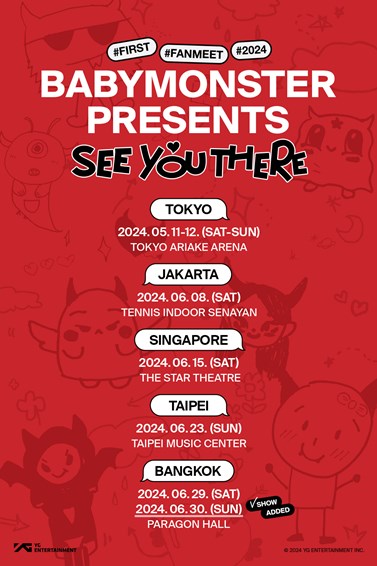 #FIRST #FANMEET #2024
BABYMONSTER
PRESENTS
SEE YOU THERE
TOKYO
2024. 05. 11-12. (SAT-SUN)
TOKYO ARIAKE ARENA
JAKARTA
2024. 06. 08. (SAT)
TENNIS INDOOR SENAYAN
SINGAPORE
2024. 06. 15. (SAT)
THE STAR THEATRE
TAIPEI
2024. 06. 23. (SUN)
TAIPEI MUSIC CENTER
BANGKOK
2024. 06. 29. (SAT)
2024. 06. 30. (SUN) √SHOW
ADDED
PARAGON HALL
YG YG
ENTERTAINMENT
© 2024 YG ENTERTAINMENT INC.